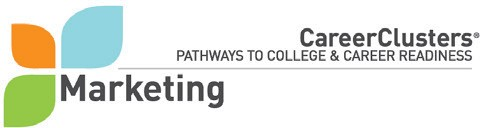 CareerClusters®
PATHWAYS TO COLLEGE & CAREER READINESS
Marketing